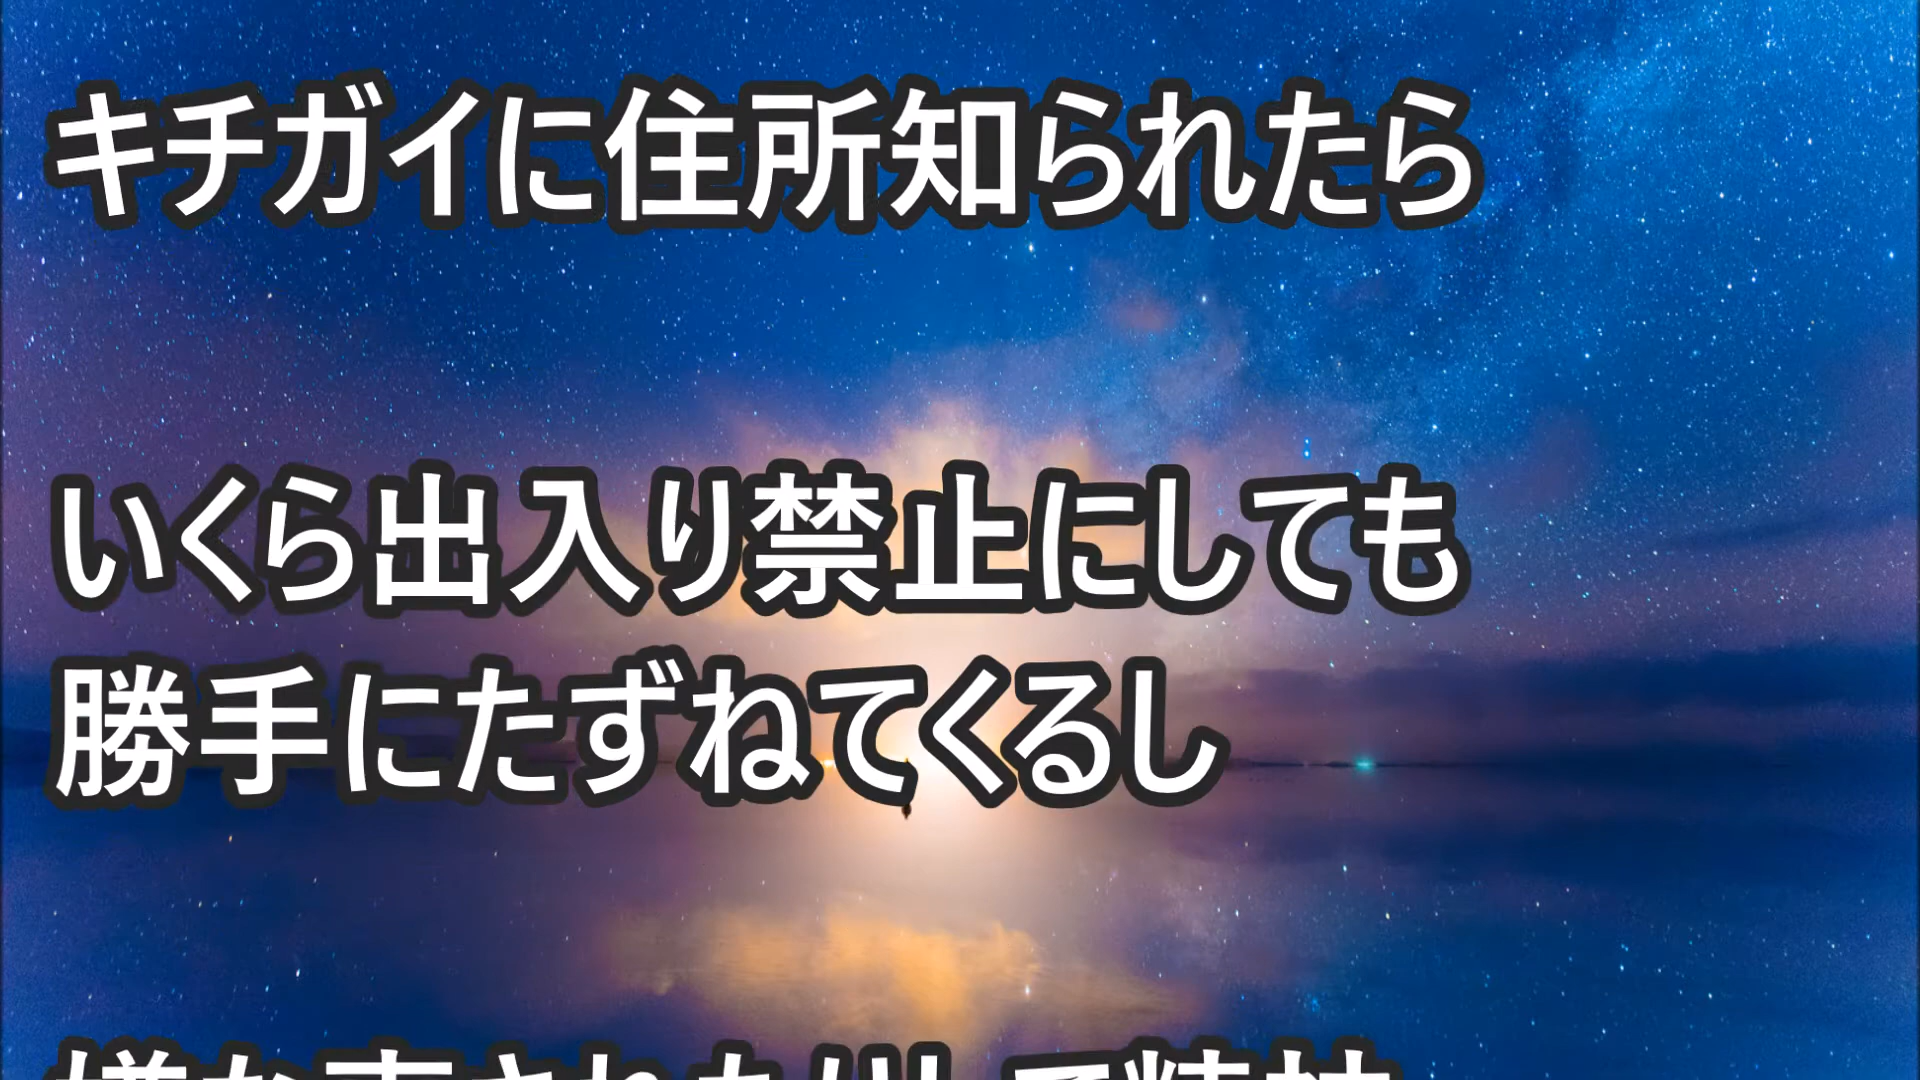 キチガイに住所知られたら
いくら出入り禁止にしても
勝手にたずねてくるし